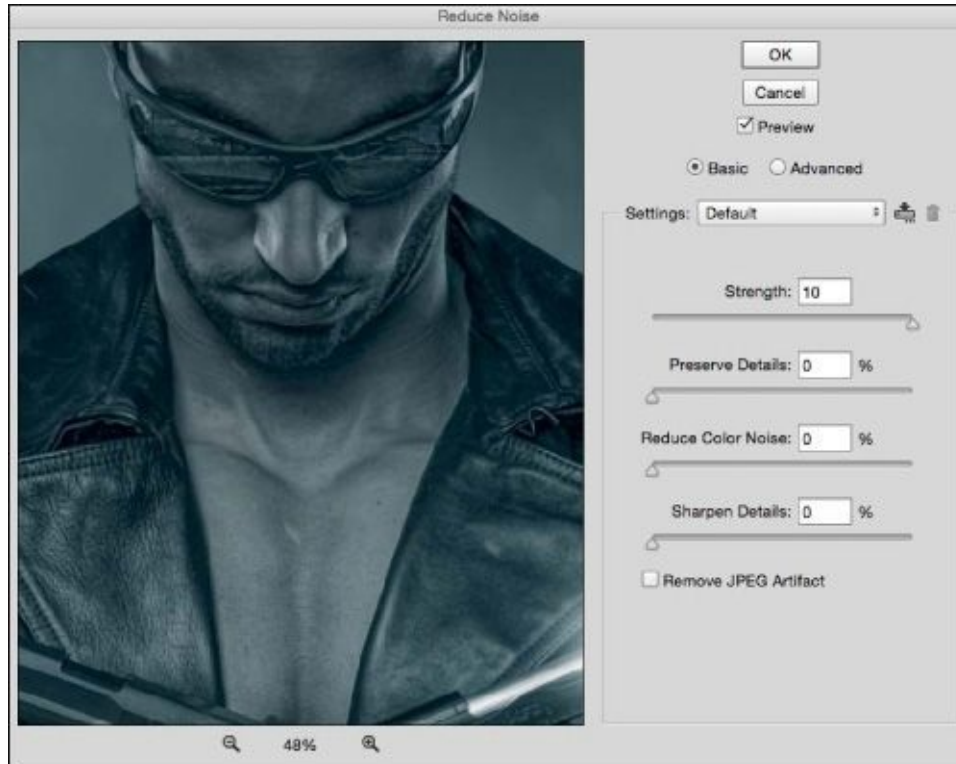 Reduce Noise
OK
Cancel
Preview
Basic Advanced
Settings: Default
Strength: 10
Preserve Details: 0 %
Reduce Color Noise: 0 %
Sharpen Details: 0 %
Remove JPEG Artifact
48%